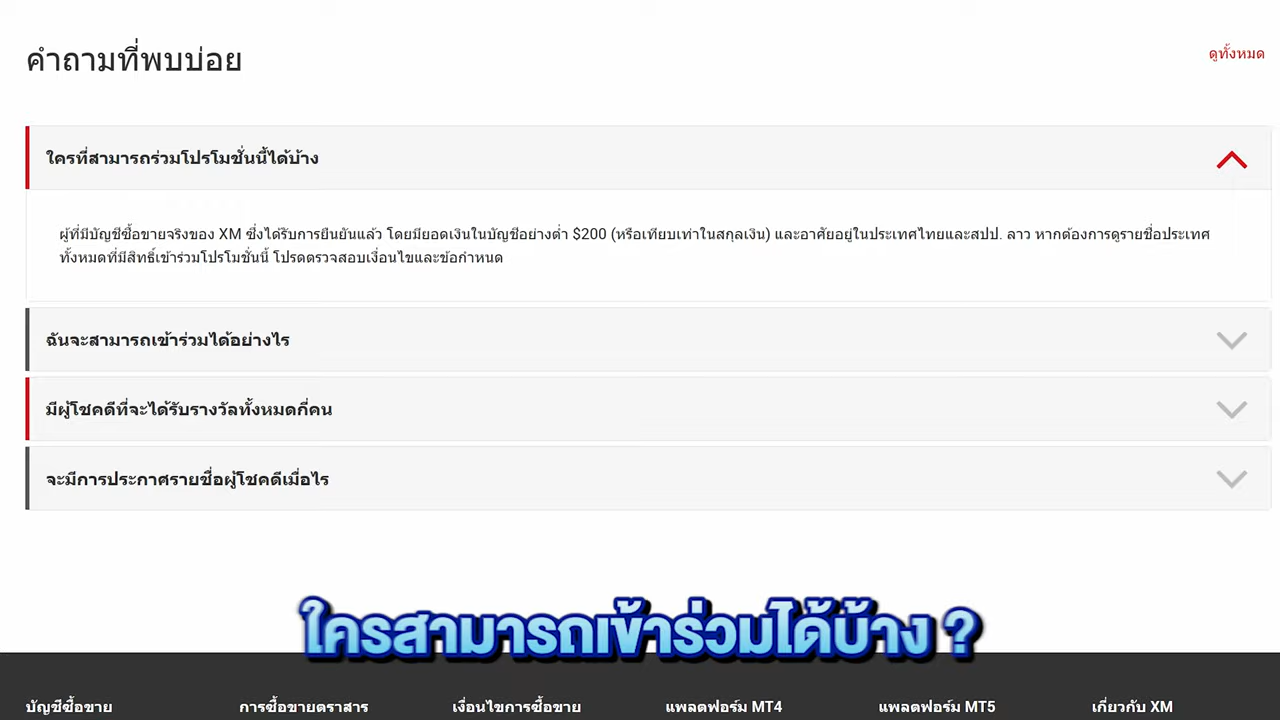 คำถามที่พบบ่อย
ดูทั้งหมด
ใครที่สามารถร่วมโปรโมชั่นนี้ได้บ้าง
ผู้ที่มีบัญชีซื้อขายจริงของ XM ซึ่งได้รับการยืนยันแล้ว โดยมียอดเงินในบัญชีอย่างต่ำ $200 (หรือเทียบเท่าในสกุลเงิน) และอาศัยอยู่ในประเทศไทยและสปป. ลาว หากต้องการดูรายชื่อประเทศ
ทั้งหมดที่มีสิทธิ์เข้าร่วมโปรโมชั่นนี้ โปรดตรวจสอบเงื่อนไขและข้อกำหนด
ฉันจะสามารถเข้าร่วมได้อย่างไร
มีผู้โชคดีที่จะได้รับรางวัลทั้งหมดกี่คน
จะมีการประกาศรายชื่อผู้โชคดีเมื่อไร
ใครสามารถเข้าร่วมได้บ้าง ?
บัญชีซื้อขาย
การซื้อขายตราสาร
เงื่อนไขการซื้อขาย
แพลตฟอร์ม MT4
แพลตฟอร์ม MT5
เกี่ยวกับ XM